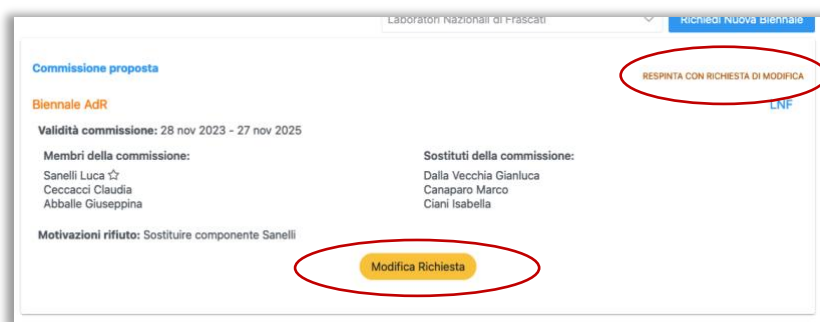 Laboratori Nazionali di Frascati
Richiedi Nuova Biennale
Commissione proposta
RESPINTA CON RICHIESTA DI MODIFICA
Biennale AdR
LNF
Validità commissione: 28 nov 2023 - 27 nov 2025
Membri della commissione:
Sanelli Luca ☆
Ceccacci Claudia
Abballe Giuseppina
Sostituti della commissione:
Dalla Vecchia Gianluca
Canaparo Marco
Ciani Isabella
Motivazioni rifiuto: Sostituire componente Sanelli
Modifica Richiesta